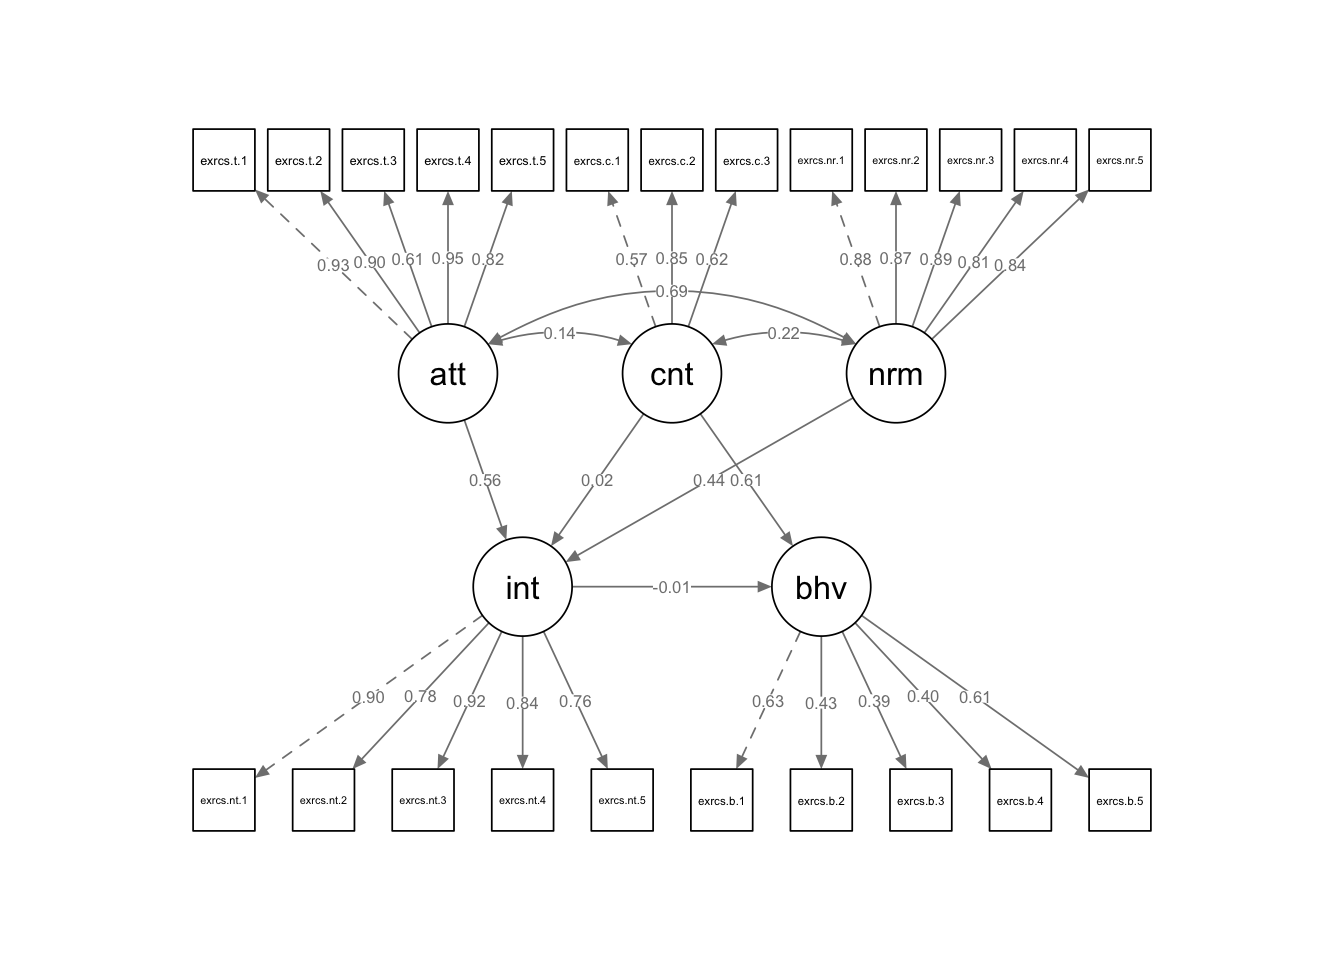 exrcs.t.1 exrcs.t.2 exrcs.t.3 exrcs.t.4 exrcs.t.5 exrcs.c.1 exrcs.c.2 exrcs.c.3 exrcs.nr.1 exrcs.nr.2 exrcs.nr.3 exrcs.nr.4 exrcs.nr.5
0.93 0.90 0.61 0.95 0.82 0.57 0.85 0.62 0.88 0.87 0.89 0.81 0.84
0.69
0.14 0.22
att cnt nrm
0.56 0.02 0.44 0.61
int -0.01 bhv
0.90 0.78 0.92 0.84 0.76 0.63 0.43 0.39 0.40 0.61
exrcs.nt.1 exrcs.nt.2 exrcs.nt.3 exrcs.nt.4 exrcs.nt.5 exrcs.b.1 exrcs.b.2 exrcs.b.3 exrcs.b.4 exrcs.b.5